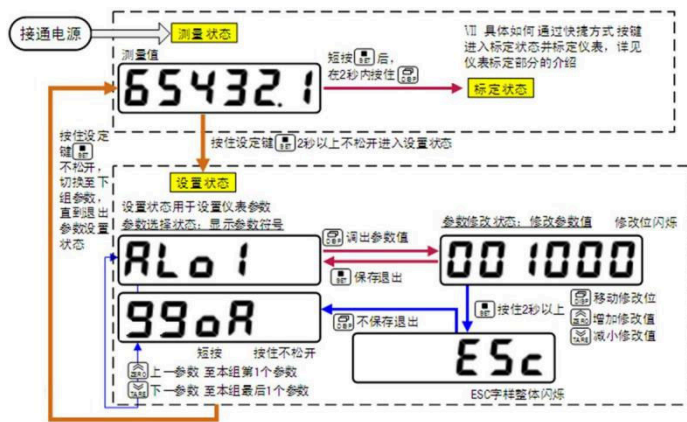 接通电源
测量状态
测量值
65432.1
短按 SET 后,
在2秒内按住 DISP
VII 具体如何通过快捷方式按键
进入标定状态并标定仪表,详见
仪表标定部分的介绍
标定状态
按住设定键 SET 2秒以上不松开进入设置状态
按住设定
键 SET
不松开,
切换至下
组参数,
直到退出
参数设置
状态
设置状态
设置状态用于设置仪表参数
参数选择状态:显示参数符号
ALo1
调出参数值
保存退出
参数修改状态:修改参数值 修改位闪烁
001000
99oA
不保存退出
按住2秒以上
移动修改位
增加修改值
减小修改值
ESc
ESC字样整体闪烁
短按 按住不松开
ZERO 上一参数 至本组第1个参数
TARE 下一参数 至本组最后1个参数